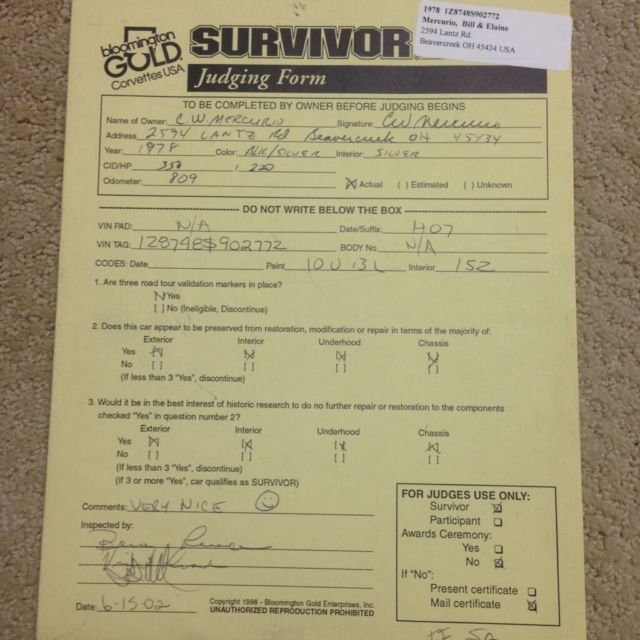 1978 1Z8748S902772
Mercurio, Bill & Elaine
2594 Lantz Rd.
Beavercreek OH 45434 USA
bloomington
GOLD
Corvettes USA
SURVIVOR
Judging Form
TO BE COMPLETED BY OWNER BEFORE JUDGING BEGINS
Name of Owner: C.W. MERCURIO Signature: CW Mercurio
Address 2594 LANTZ Rd Beavercreek OH 45434
Year: 1978 Color: BLK/SILVER Interior: SILVER
CID/HP 350 / 220
Odometer: 809 Actual ( ) Estimated ( ) Unknown
DO NOT WRITE BELOW THE BOX
VIN PAD: N/A Date/Suffix: H07
VIN TAG: 1Z8748S902772 BODY No. N/A
CODES: Date Paint 10U 13L Interior 15Z
1. Are three road tour validation markers in place?
Yes
[ ] No (Ineligible, Discontinue)
2. Does this car appear to be preserved from restoration, modification or repair in terms of the majority of:
Exterior Interior Underhood Chassis
Yes
No [ ] [ ] [ ] [ ]
(If less than 3 "Yes", discontinue)
3. Would it be in the best interest of historic research to do no further repair or restoration to the components
checked "Yes" in question number 2?
Exterior Interior Underhood Chassis
Yes
No [ ] [ ] [ ] [ ]
(If less than 3 "Yes", discontinue)
(If 3 or more "Yes", car qualifies as SURVIVOR)
Comments: VERY NICE
Inspected by:
Date: 6-15-02
Copyright 1998 - Bloomington Gold Enterprises, Inc.
UNAUTHORIZED REPRODUCTION PROHIBITED
FOR JUDGES USE ONLY:
Survivor
Participant
Awards Ceremony:
Yes
No
If "No":
Present certificate
Mail certificate